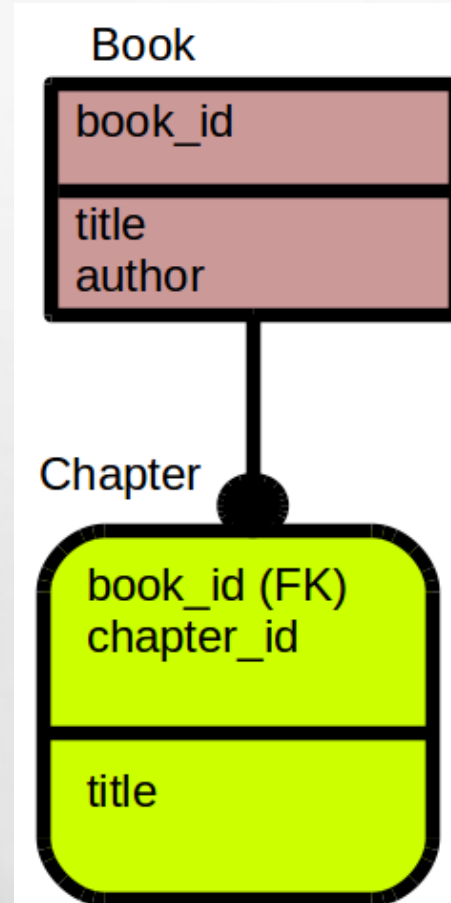 Book
book_id
title
author
Chapter
book_id (FK)
chapter_id
title